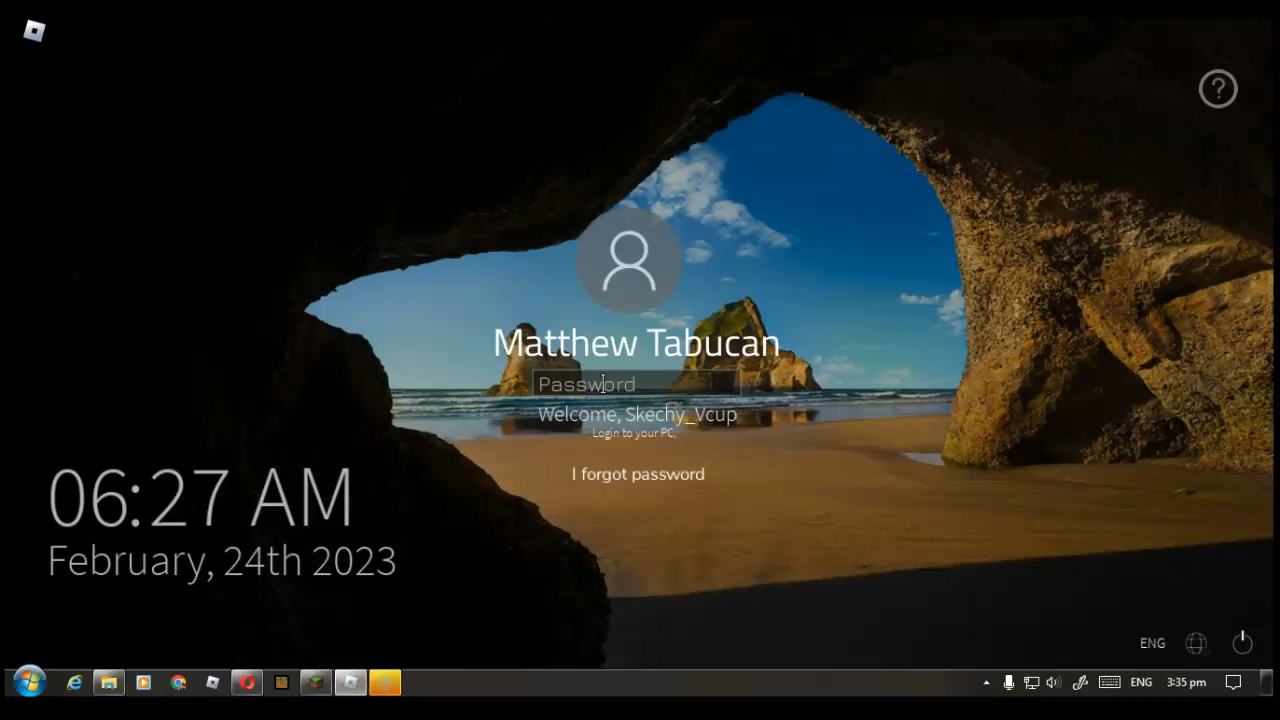 Matthew Tabucan
Password
Welcome, Skechy_Vcup
Login to your PC,
I forgot password
06:27 AM
February, 24th 2023
ENG
ENG 3:35 pm